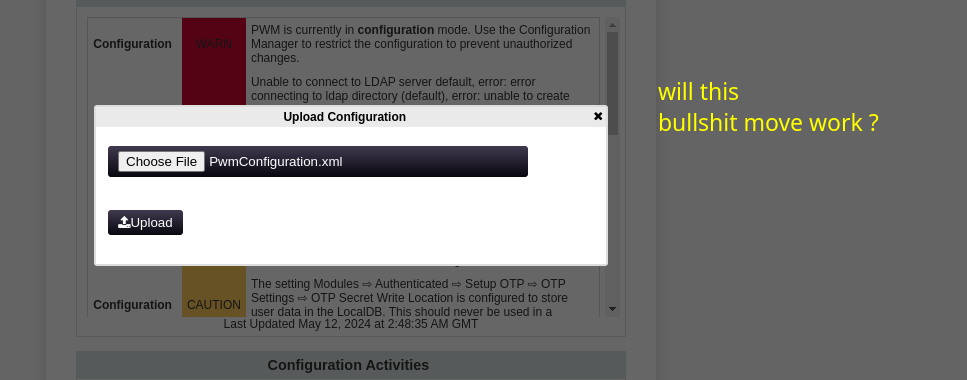 PWM is currently in configuration mode. Use the Configuration
Configuration WARN Manager to restrict the configuration to prevent unauthorized
changes.
Unable to connect to LDAP server default, error: error
connecting to ldap directory (default), error: unable to create
will this
bullshit move work ?
Upload Configuration ✖
Choose File PwmConfiguration.xml
Upload
The setting Modules ⇨ Authenticated ⇨ Setup OTP ⇨ OTP
Settings ⇨ OTP Secret Write Location is configured to store
Configuration CAUTION user data in the LocalDB. This should never be used in a
Last Updated May 12, 2024 at 2:48:35 AM GMT
Configuration Activities